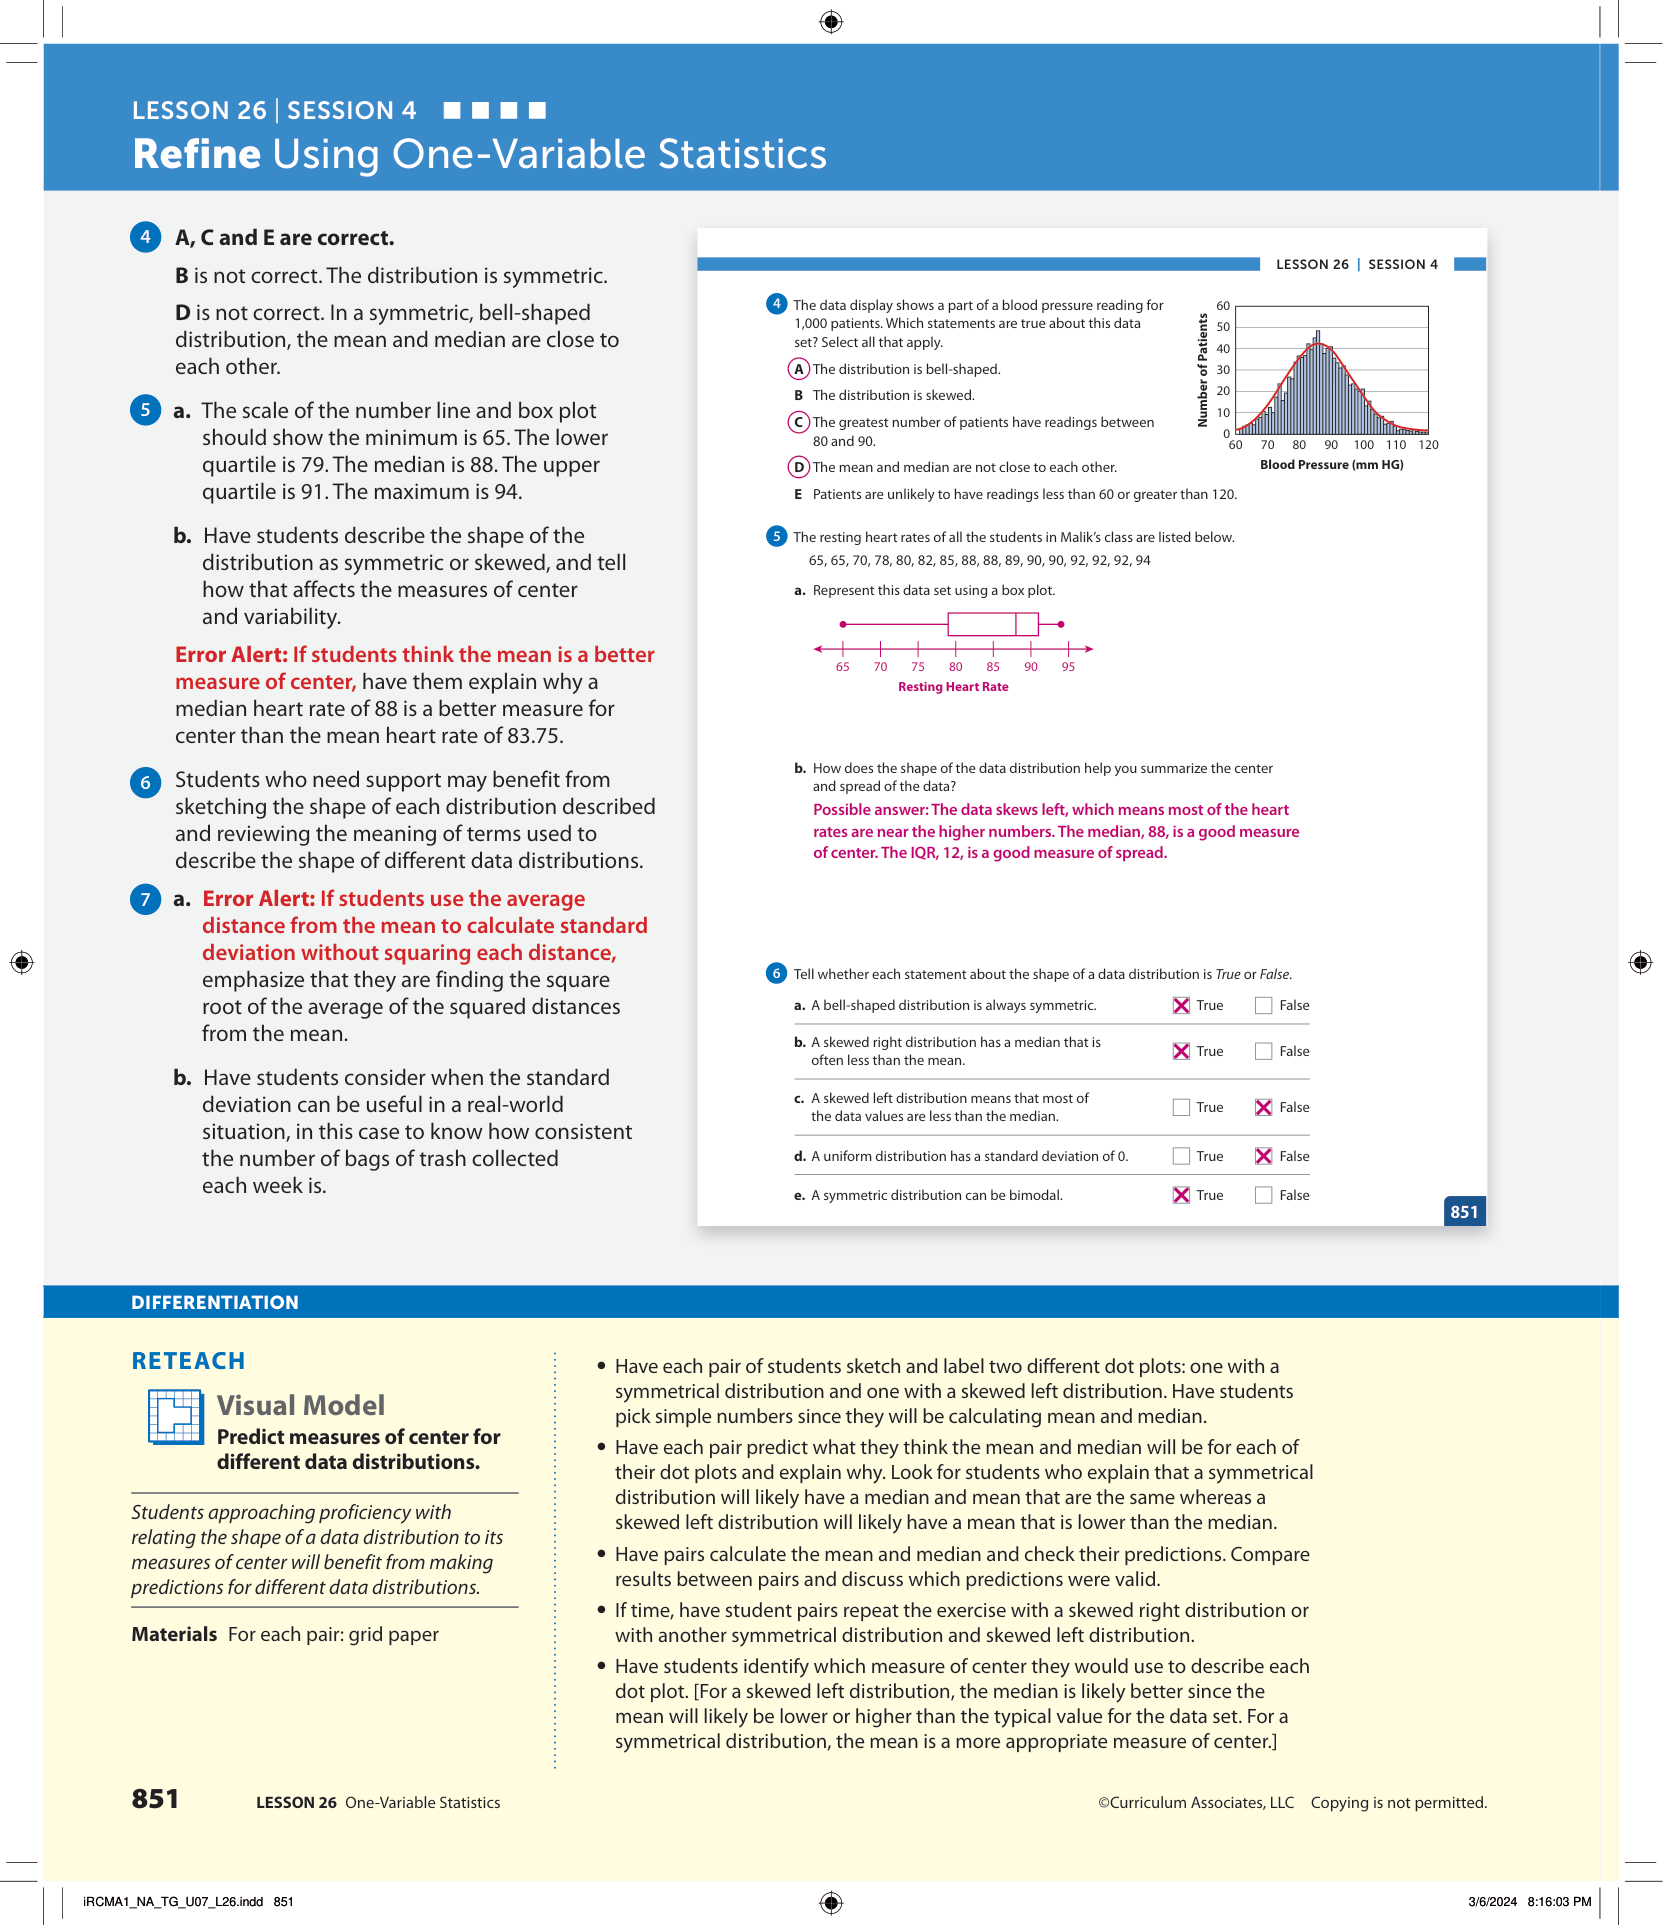 LESSON 26 | SESSION 4
Refine Using One-Variable Statistics
4 A, C and E are correct.
B is not correct. The distribution is symmetric.
D is not correct. In a symmetric, bell-shaped
distribution, the mean and median are close to
each other.
5 a. The scale of the number line and box plot
should show the minimum is 65. The lower
quartile is 79. The median is 88. The upper
quartile is 91. The maximum is 94.
b. Have students describe the shape of the
distribution as symmetric or skewed, and tell
how that affects the measures of center
and variability.
Error Alert: If students think the mean is a better
measure of center, have them explain why a
median heart rate of 88 is a better measure for
center than the mean heart rate of 83.75.
6 Students who need support may benefit from
sketching the shape of each distribution described
and reviewing the meaning of terms used to
describe the shape of different data distributions.
7 a. Error Alert: If students use the average
distance from the mean to calculate standard
deviation without squaring each distance,
emphasize that they are finding the square
root of the average of the squared distances
from the mean.
b. Have students consider when the standard
deviation can be useful in a real-world
situation, in this case to know how consistent
the number of bags of trash collected
each week is.
LESSON 26 | SESSION 4
4 The data display shows a part of a blood pressure reading for
1,000 patients. Which statements are true about this data
set? Select all that apply.
A The distribution is bell-shaped.
B The distribution is skewed.
C The greatest number of patients have readings between
80 and 90.
D The mean and median are not close to each other.
E Patients are unlikely to have readings less than 60 or greater than 120.
Number of Patients
60
50
40
30
20
10
0
60 70 80 90 100 110 120
Blood Pressure (mm HG)
5 The resting heart rates of all the students in Malik's class are listed below.
65, 65, 70, 78, 80, 82, 85, 88, 88, 89, 90, 90, 92, 92, 92, 94
a. Represent this data set using a box plot.
65 70 75 80 85 90 95
Resting Heart Rate
b. How does the shape of the data distribution help you summarize the center
and spread of the data?
Possible answer: The data skews left, which means most of the heart
rates are near the higher numbers. The median, 88, is a good measure
of center. The IQR, 12, is a good measure of spread.
6 Tell whether each statement about the shape of a data distribution is True or False.
a. A bell-shaped distribution is always symmetric. True False
b. A skewed right distribution has a median that is
often less than the mean. True False
c. A skewed left distribution means that most of
the data values are less than the median. True False
d. A uniform distribution has a standard deviation of 0. True False
e. A symmetric distribution can be bimodal. True False
851
DIFFERENTIATION
RETEACH
Visual Model
Predict measures of center for
different data distributions.
Students approaching proficiency with
relating the shape of a data distribution to its
measures of center will benefit from making
predictions for different data distributions.
Materials For each pair: grid paper
• Have each pair of students sketch and label two different dot plots: one with a
symmetrical distribution and one with a skewed left distribution. Have students
pick simple numbers since they will be calculating mean and median.
• Have each pair predict what they think the mean and median will be for each of
their dot plots and explain why. Look for students who explain that a symmetrical
distribution will likely have a median and mean that are the same whereas a
skewed left distribution will likely have a mean that is lower than the median.
• Have pairs calculate the mean and median and check their predictions. Compare
results between pairs and discuss which predictions were valid.
• If time, have student pairs repeat the exercise with a skewed right distribution or
with another symmetrical distribution and skewed left distribution.
• Have students identify which measure of center they would use to describe each
dot plot. [For a skewed left distribution, the median is likely better since the
mean will likely be lower or higher than the typical value for the data set. For a
symmetrical distribution, the mean is a more appropriate measure of center.]
851 LESSON 26 One-Variable Statistics
©Curriculum Associates, LLC Copying is not permitted.
iRCMA1_NA_TG_U07_L26.indd 851
3/6/2024 8:16:03 PM